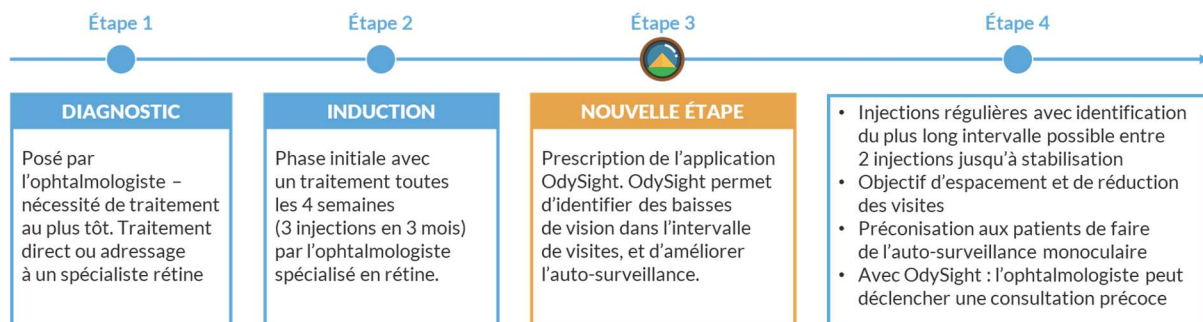 Étape 1
Étape 2
Étape 3
Étape 4
DIAGNOSTIC
Posé par
l’ophtalmologiste –
nécessité de traitement
au plus tôt. Traitement
direct ou adressage
à un spécialiste rétine
INDUCTION
Phase initiale avec
un traitement toutes
les 4 semaines
(3 injections en 3 mois)
par l’ophtalmologiste
spécialisé en rétine.
NOUVELLE ÉTAPE
Prescription de l’application
OdySight. OdySight permet
d’identifier des baisses
de vision dans l’intervalle
de visites, et d’améliorer
l’auto-surveillance.
• Injections régulières avec identification
du plus long intervalle possible entre
2 injections jusqu’à stabilisation
• Objectif d’espacement et de réduction
des visites
• Préconisation aux patients de faire
de l’auto-surveillance monoculaire
• Avec OdySight : l’ophtalmologiste peut
déclencher une consultation précoce